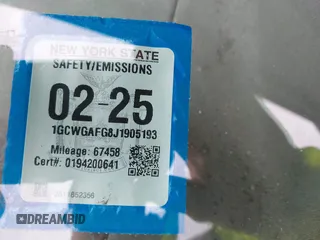 NEW YORK STATE
SAFETY/EMISSIONS
02-25
1GCWGAFG8J1905193
Mileage: 67458
Cert#: 0194200641
DREAMBID